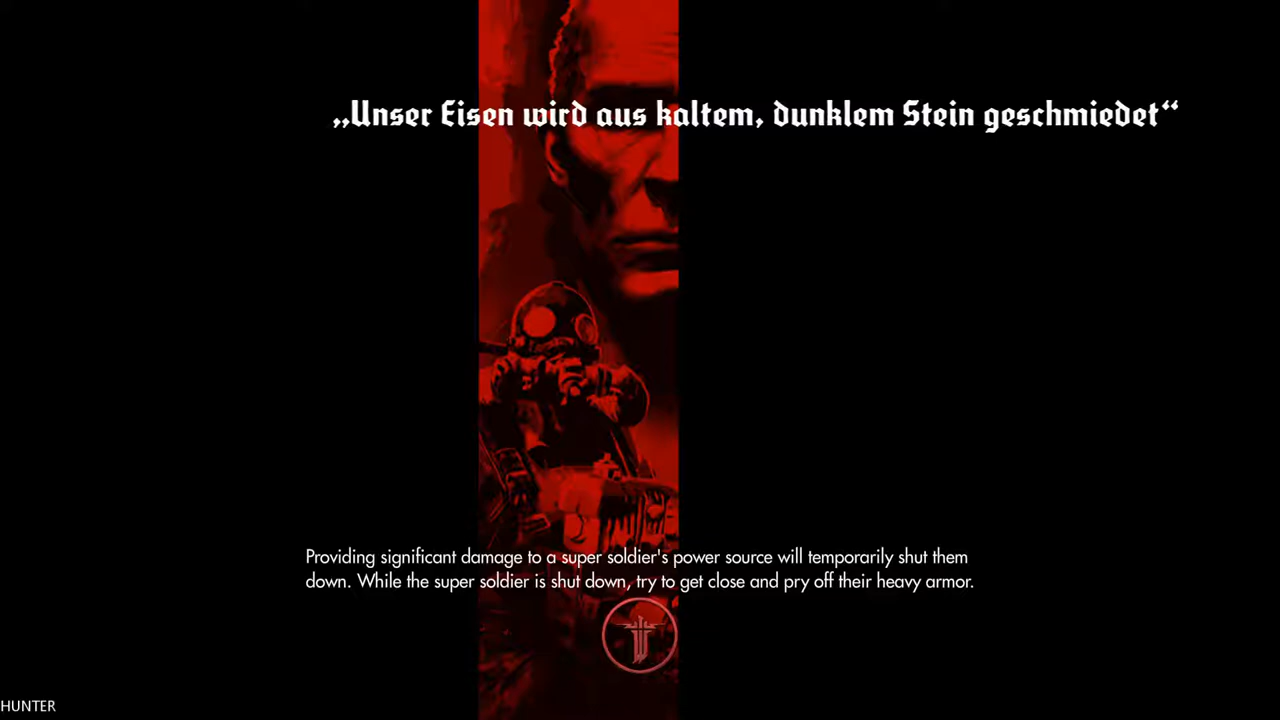 „Unser Eisen wird aus kaltem, dunklem Stein geschmiedet“
Providing significant damage to a super soldier's power source will temporarily shut them
down. While the super soldier is shut down, try to get close and pry off their heavy armor.
HUNTER